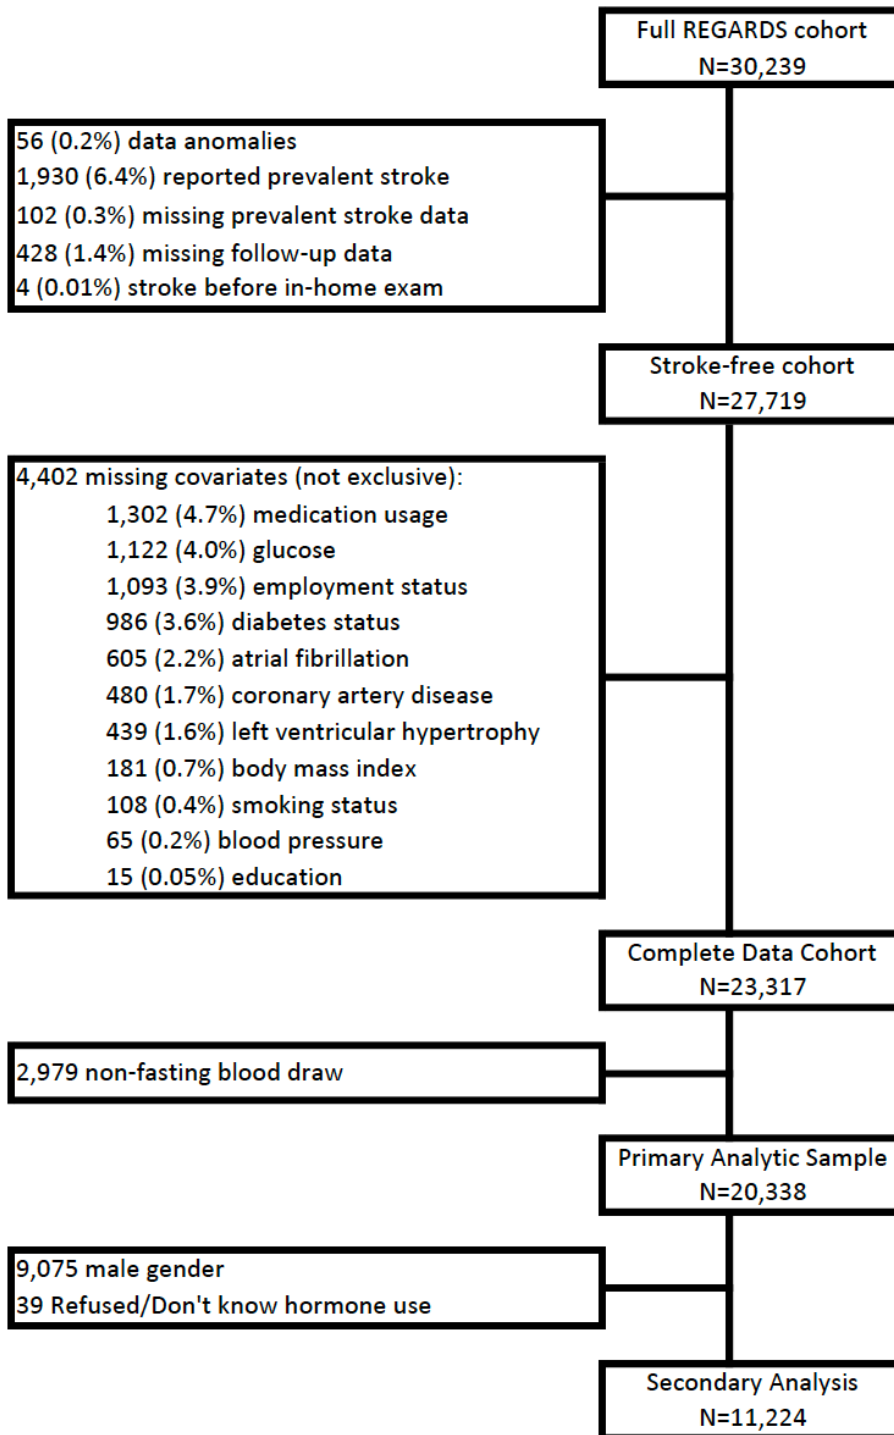 Full REGARDS cohort
N=30,239
56 (0.2%) data anomalies
1,930 (6.4%) reported prevalent stroke
102 (0.3%) missing prevalent stroke data
428 (1.4%) missing follow-up data
4 (0.01%) stroke before in-home exam
Stroke-free cohort
N=27,719
4,402 missing covariates (not exclusive):
1,302 (4.7%) medication usage
1,122 (4.0%) glucose
1,093 (3.9%) employment status
986 (3.6%) diabetes status
605 (2.2%) atrial fibrillation
480 (1.7%) coronary artery disease
439 (1.6%) left ventricular hypertrophy
181 (0.7%) body mass index
108 (0.4%) smoking status
65 (0.2%) blood pressure
15 (0.05%) education
Complete Data Cohort
N=23,317
2,979 non-fasting blood draw
Primary Analytic Sample
N=20,338
9,075 male gender
39 Refused/Don't know hormone use
Secondary Analysis
N=11,224